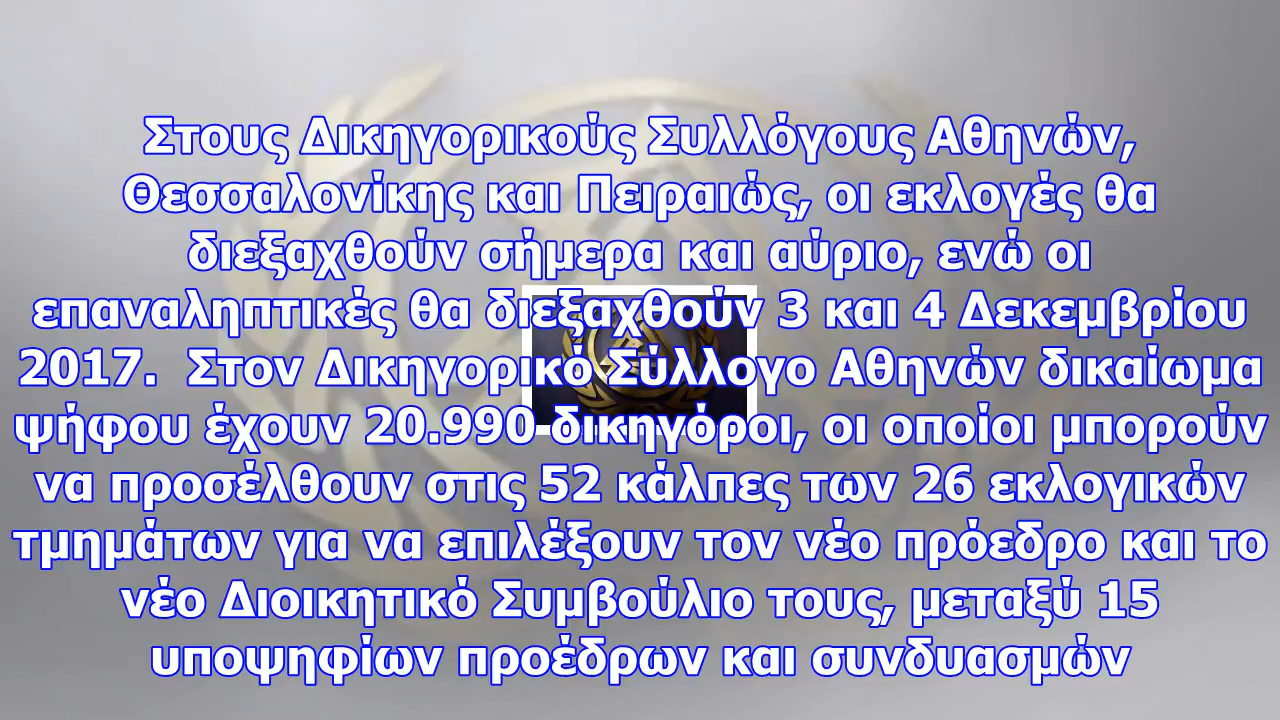 Στους Δικηγορικούς Συλλόγους Αθηνών,
Θεσσαλονίκης και Πειραιώς, οι εκλογές θα
διεξαχθούν σήμερα και αύριο, ενώ οι
επαναληπτικές θα διεξαχθούν 3 και 4 Δεκεμβρίου
2017.  Στον Δικηγορικό Σύλλογο Αθηνών δικαίωμα
ψήφου έχουν 20.990 δικηγόροι, οι οποίοι μπορούν
να προσέλθουν στις 52 κάλπες των 26 εκλογικών
τμημάτων για να επιλέξουν τον νέο πρόεδρο και το
νέο Διοικητικό Συμβούλιο τους, μεταξύ 15
υποψηφίων προέδρων και συνδυασμών